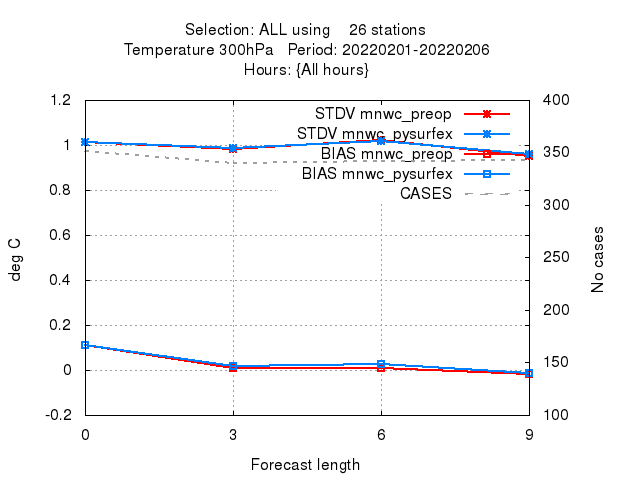 Selection: ALL using    26 stations
Temperature 300hPa   Period: 20220201-20220206
Hours: {All hours}
1.2
1
0.8
0.6
0.4
0.2
0
-0.2
deg C
400
350
300
250
200
150
100
No cases
STDV mnwc_preop
STDV mnwc_pysurfex
BIAS mnwc_preop
BIAS mnwc_pysurfex
CASES
0 3 6 9
Forecast length